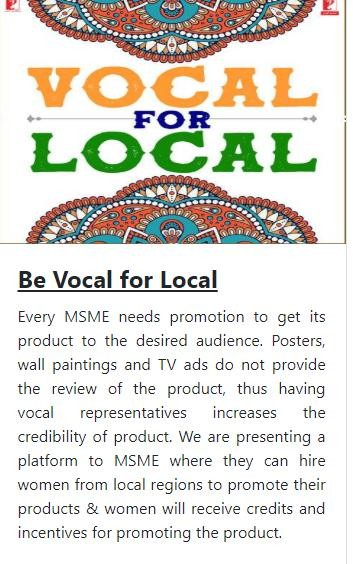 VOCAL
FOR
LOCAL
Be Vocal for Local
Every MSME needs promotion to get its
product to the desired audience. Posters,
wall paintings and TV ads do not provide
the review of the product, thus having
vocal representatives increases the
credibility of product. We are presenting a
platform to MSME where they can hire
women from local regions to promote their
products & women will receive credits and
incentives for promoting the product.